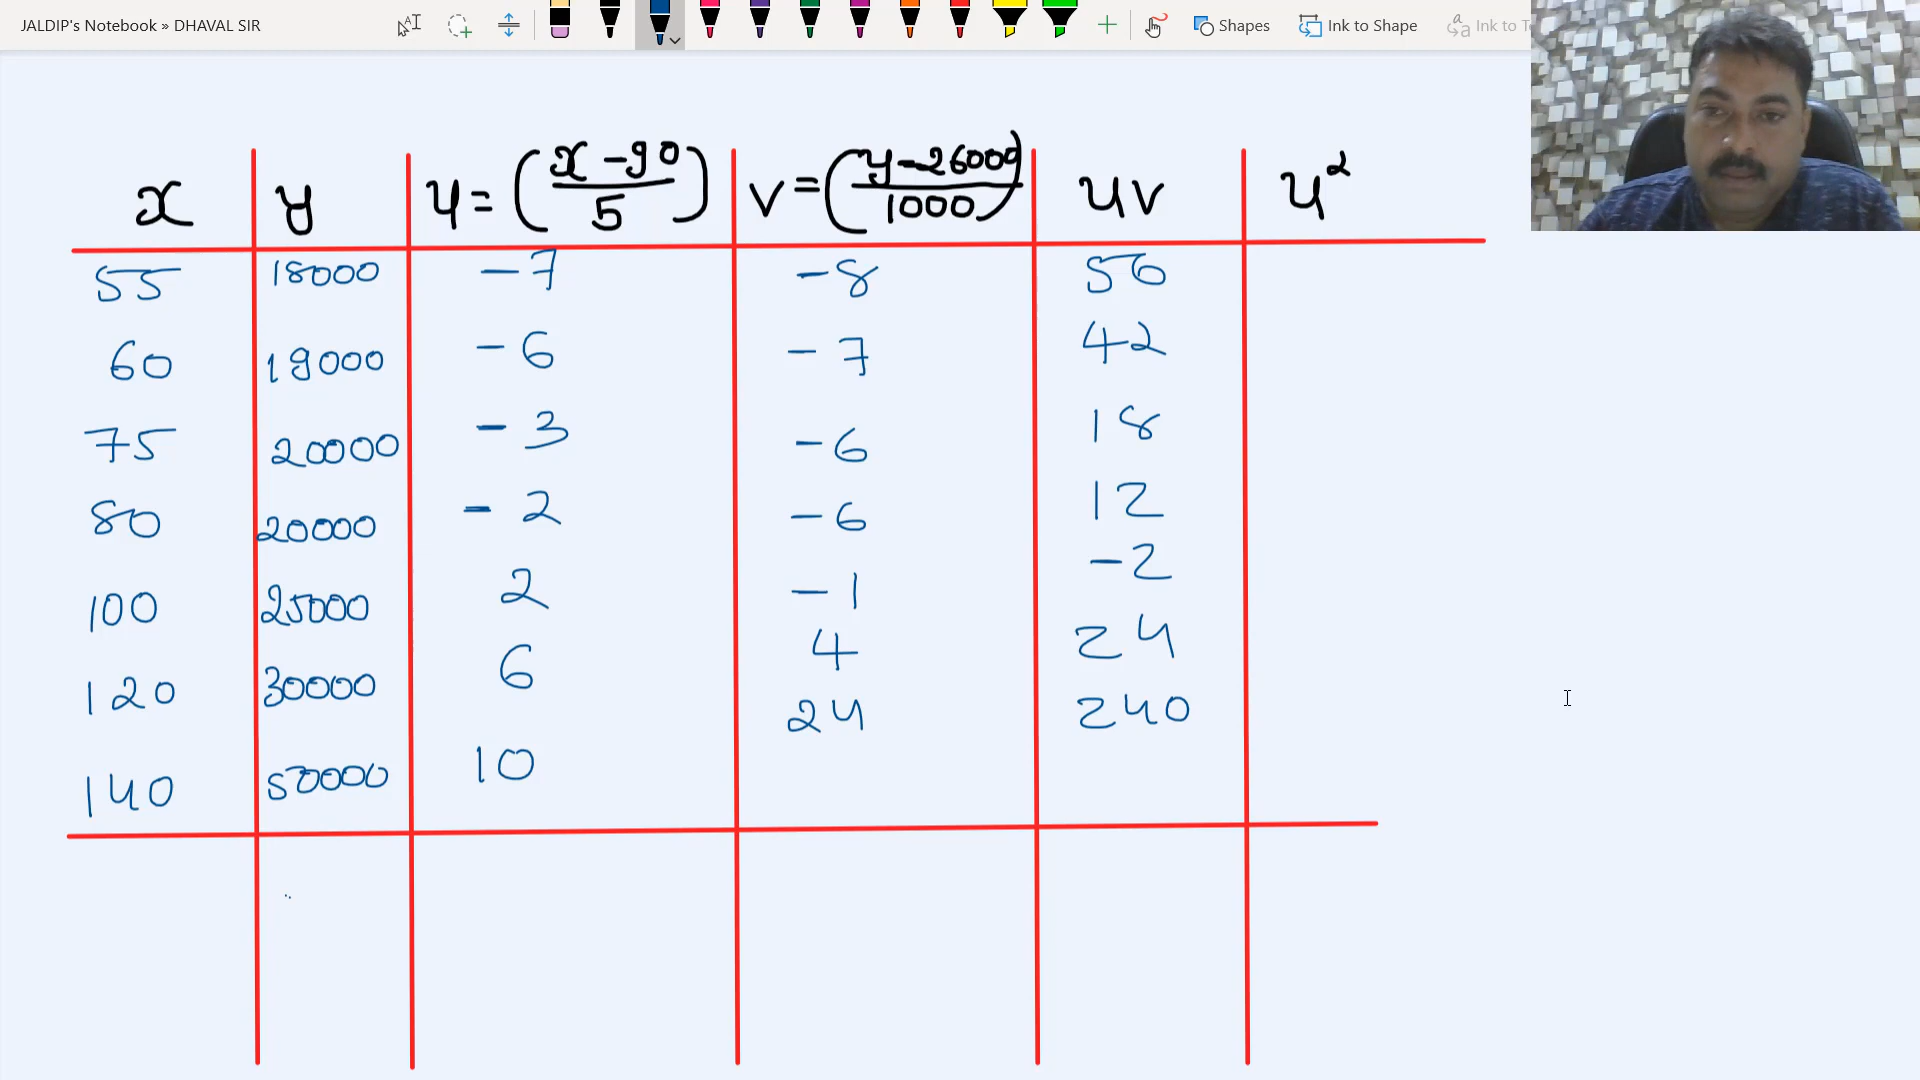 JALDIP's Notebook » DHAVAL SIR
Shapes
Ink to Shape
Ink to
x y u = (x - 90 / 5) v = (y - 26000 / 1000) uv u²
55 18000 -7 -8 56
60 19000 -6 -7 42
75 20000 -3 -6 18
80 20000 -2 -6 12
100 25000 2 -1 -2
120 30000 6 4 24
140 50000 10 24 240